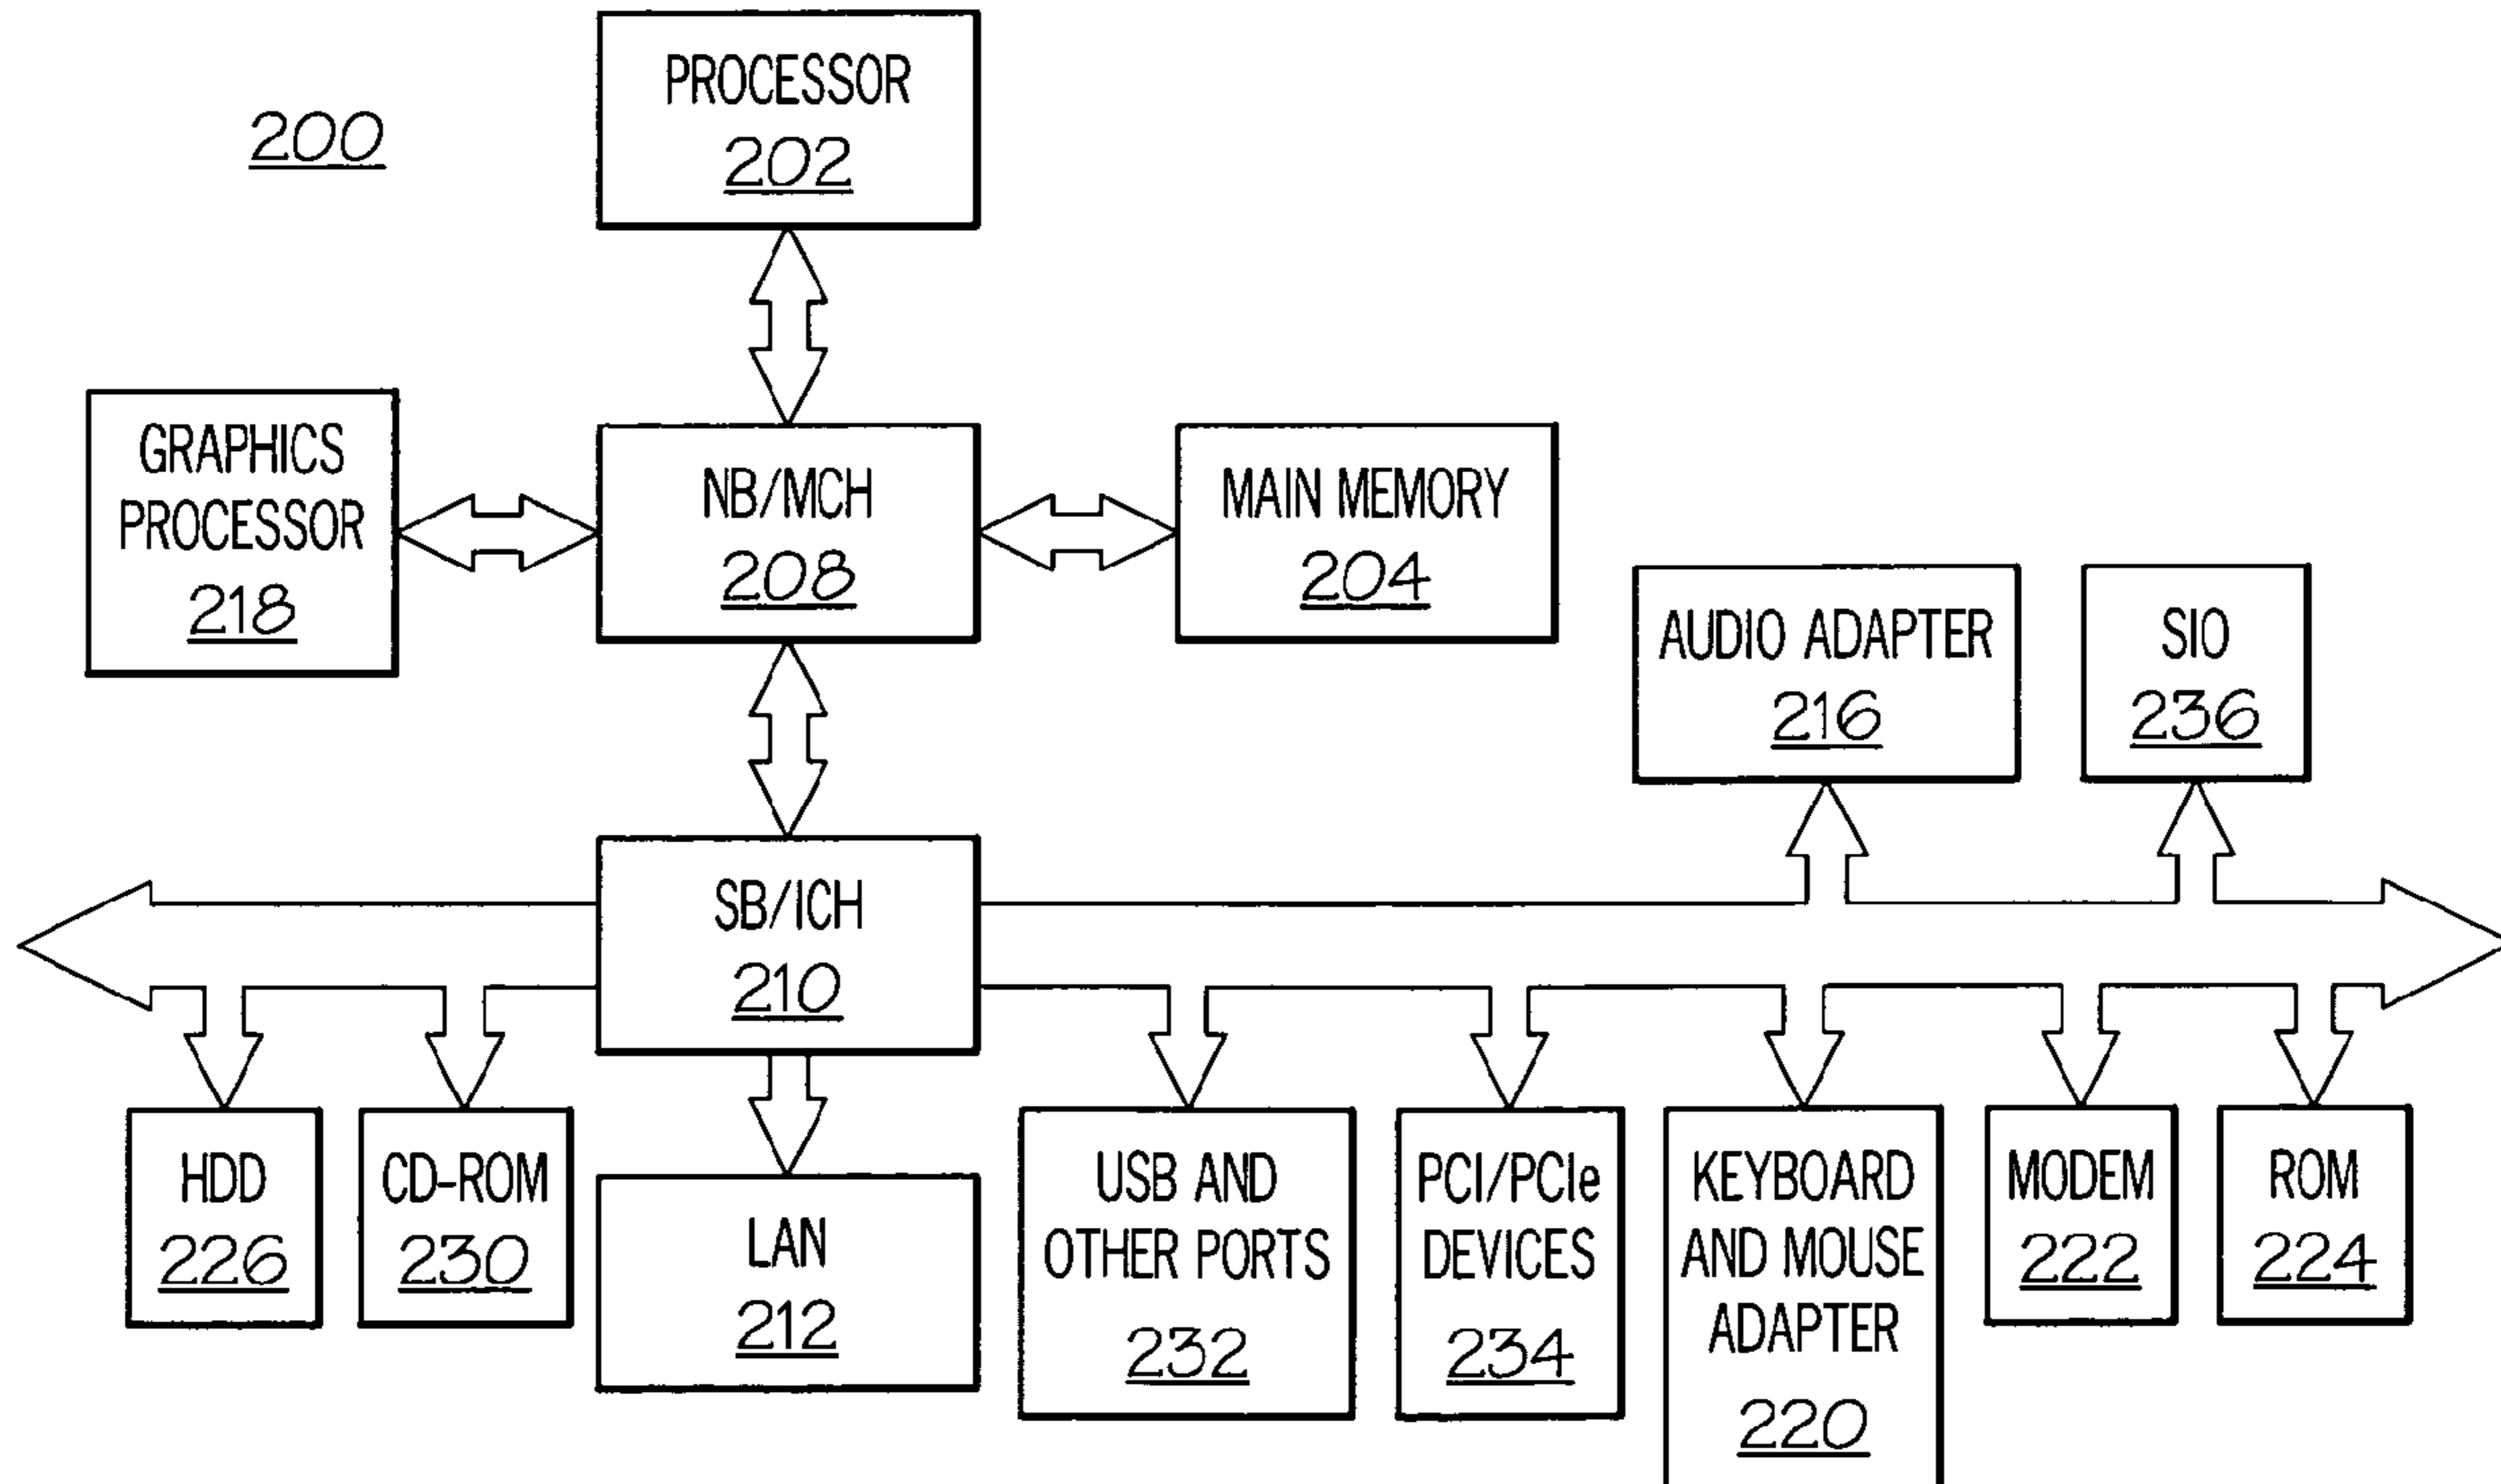 200
PROCESSOR
202
GRAPHICS
PROCESSOR
218
NB/MCH
208
MAIN MEMORY
204
AUDIO ADAPTER
216
SIO
236
SB/ICH
210
HDD
226
CD-ROM
230
LAN
212
USB AND
OTHER PORTS
232
PCI/PCIe
DEVICES
234
KEYBOARD
AND MOUSE
ADAPTER
220
MODEM
222
ROM
224